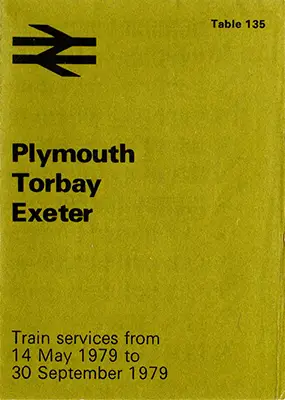 Table 135
Plymouth
Torbay
Exeter
Train services from
14 May 1979 to
30 September 1979